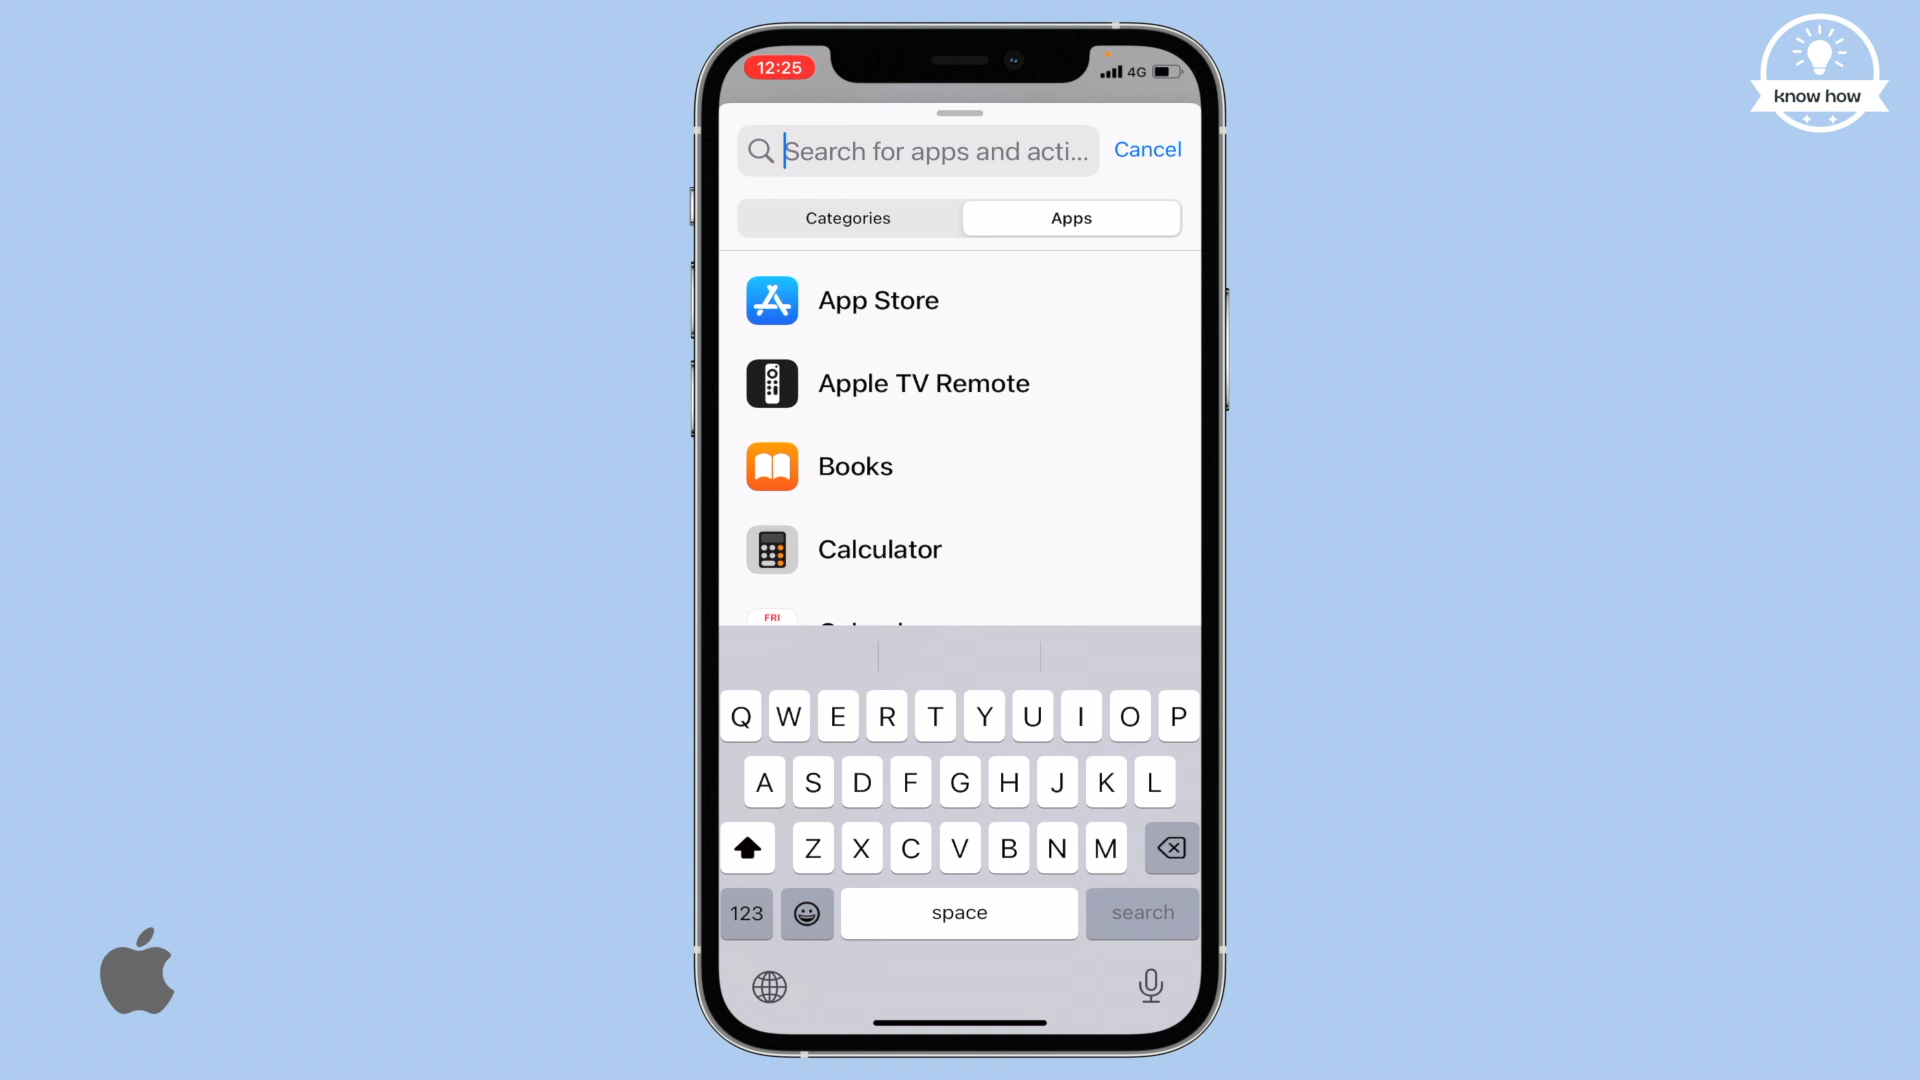 12:25
4G
know how
Search for apps and acti...
Cancel
Categories
Apps
App Store
Apple TV Remote
Books
Calculator
FRI
Q W E R T Y U I O P
A S D F G H J K L
Z X C V B N M
123
space
search